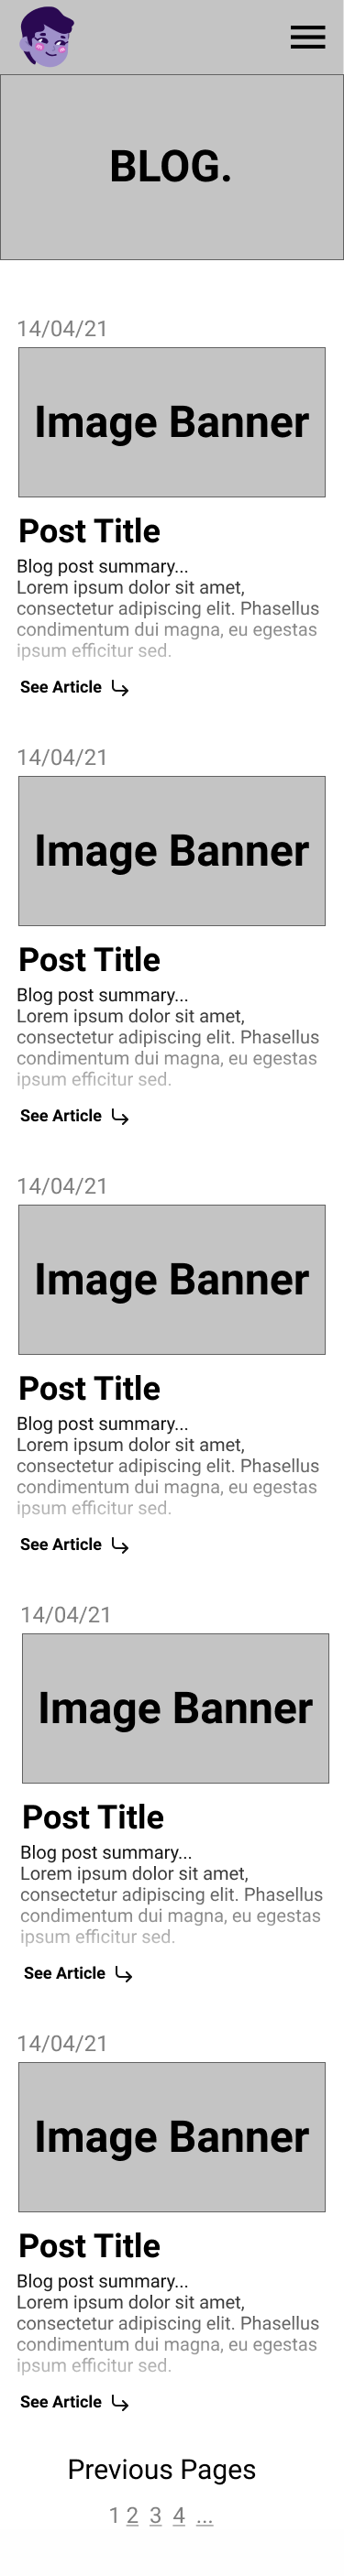 BLOG.
14/04/21
Image Banner
Post Title
Blog post summary...
Lorem ipsum dolor sit amet,
consectetur adipiscing elit. Phasellus
condimentum dui magna, eu egestas
ipsum efficitur sed.
See Article
14/04/21
Image Banner
Post Title
Blog post summary...
Lorem ipsum dolor sit amet,
consectetur adipiscing elit. Phasellus
condimentum dui magna, eu egestas
ipsum efficitur sed.
See Article
14/04/21
Image Banner
Post Title
Blog post summary...
Lorem ipsum dolor sit amet,
consectetur adipiscing elit. Phasellus
condimentum dui magna, eu egestas
ipsum efficitur sed.
See Article
14/04/21
Image Banner
Post Title
Blog post summary...
Lorem ipsum dolor sit amet,
consectetur adipiscing elit. Phasellus
condimentum dui magna, eu egestas
ipsum efficitur sed.
See Article
14/04/21
Image Banner
Post Title
Blog post summary...
Lorem ipsum dolor sit amet,
consectetur adipiscing elit. Phasellus
condimentum dui magna, eu egestas
ipsum efficitur sed.
See Article
Previous Pages
1 2 3 4 ...